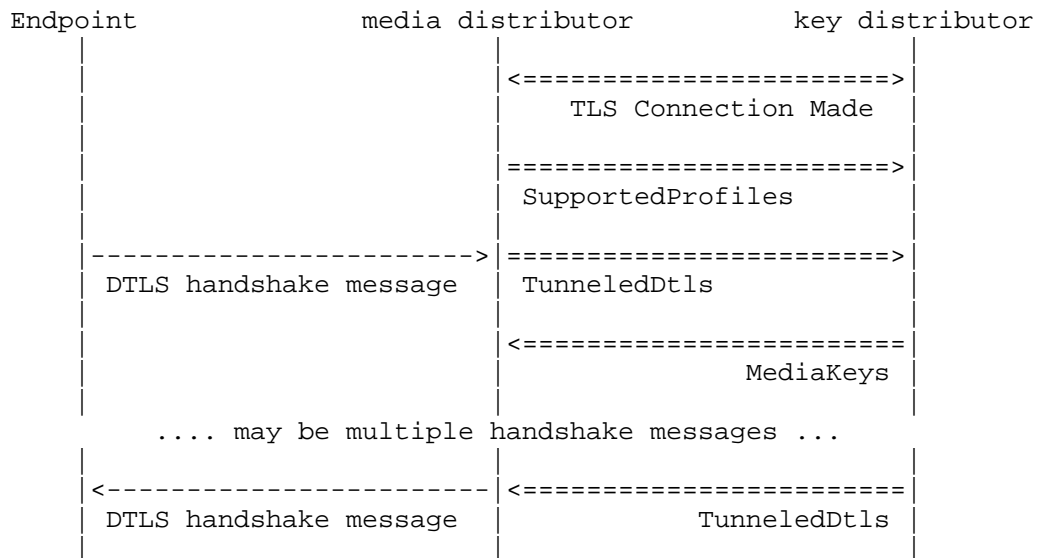 Endpoint media distributor key distributor
<=======================>
TLS Connection Made
========================>
SupportedProfiles
------------------------> ========================>
DTLS handshake message TunneledDtls
<========================
MediaKeys
.... may be multiple handshake messages ...
<------------------------ <========================
DTLS handshake message TunneledDtls